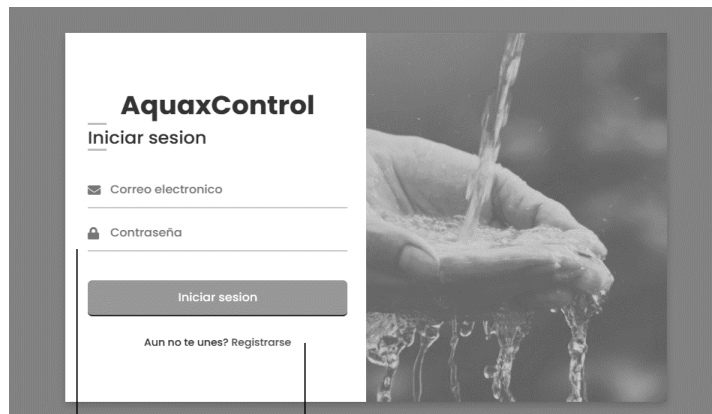 AquaxControl
Iniciar sesion
Correo electronico
Contraseña
Iniciar sesion
Aun no te unes? Registrarse